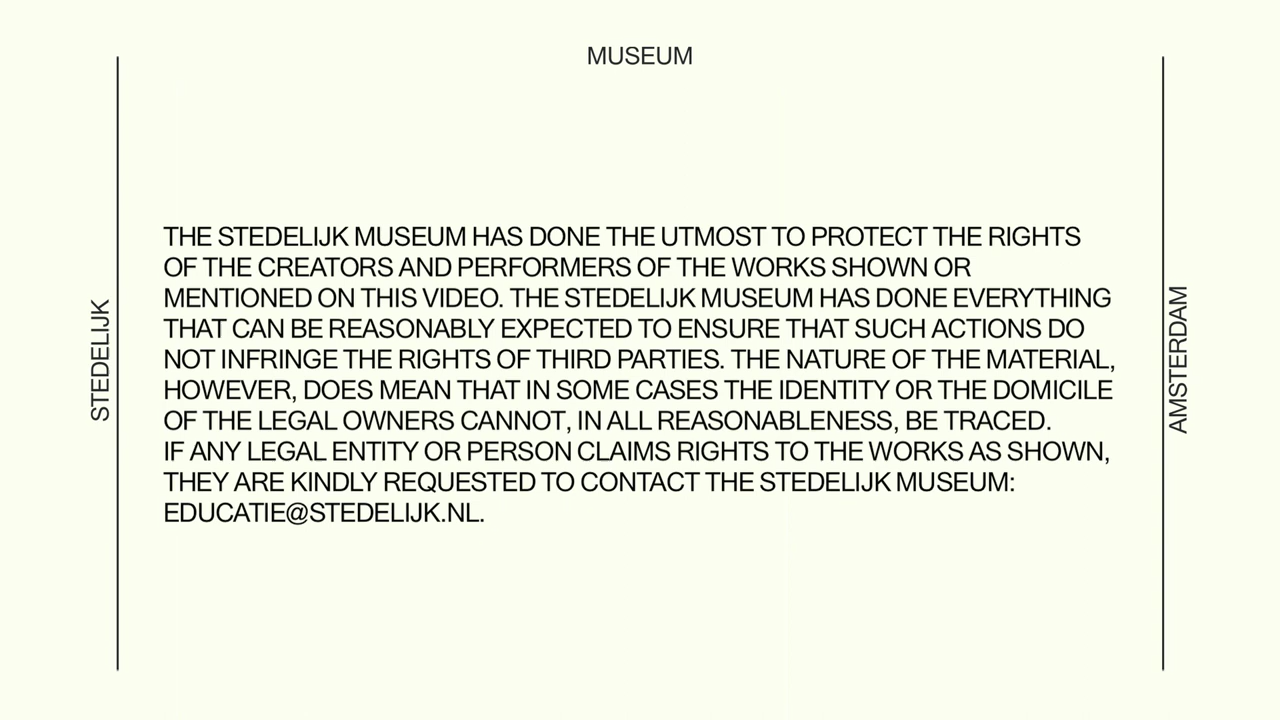 MUSEUM
STEDELIJK
THE STEDELIJK MUSEUM HAS DONE THE UTMOST TO PROTECT THE RIGHTS
OF THE CREATORS AND PERFORMERS OF THE WORKS SHOWN OR
MENTIONED ON THIS VIDEO. THE STEDELIJK MUSEUM HAS DONE EVERYTHING
THAT CAN BE REASONABLY EXPECTED TO ENSURE THAT SUCH ACTIONS DO
NOT INFRINGE THE RIGHTS OF THIRD PARTIES. THE NATURE OF THE MATERIAL,
HOWEVER, DOES MEAN THAT IN SOME CASES THE IDENTITY OR THE DOMICILE
OF THE LEGAL OWNERS CANNOT, IN ALL REASONABLENESS, BE TRACED.
IF ANY LEGAL ENTITY OR PERSON CLAIMS RIGHTS TO THE WORKS AS SHOWN,
THEY ARE KINDLY REQUESTED TO CONTACT THE STEDELIJK MUSEUM:
EDUCATIE@STEDELIJK.NL.
AMSTERDAM